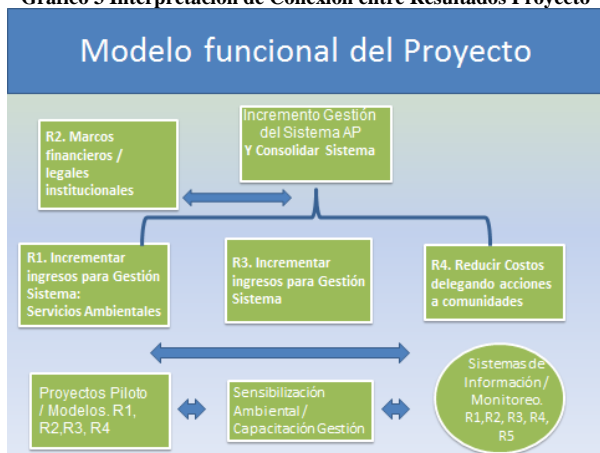 Gráfico 3 Interpretación de Conexión entre Resultados Proyecto
Modelo funcional del Proyecto
R2. Marcos
financieros /
legales
institucionales
Incremento Gestión
del Sistema AP
Y Consolidar Sistema
R1. Incrementar
ingresos para Gestión
Sistema:
Servicios Ambientales
R3. Incrementar
ingresos para Gestión
Sistema
R4. Reducir Costos
delegando acciones
a comunidades
Proyectos Piloto
/ Modelos. R1,
R2,R3, R4
Sensibilización
Ambiental /
Capacitación Gestión
Sistemas de
Información /
Monitoreo.
R1,R2, R3, R4,
R5